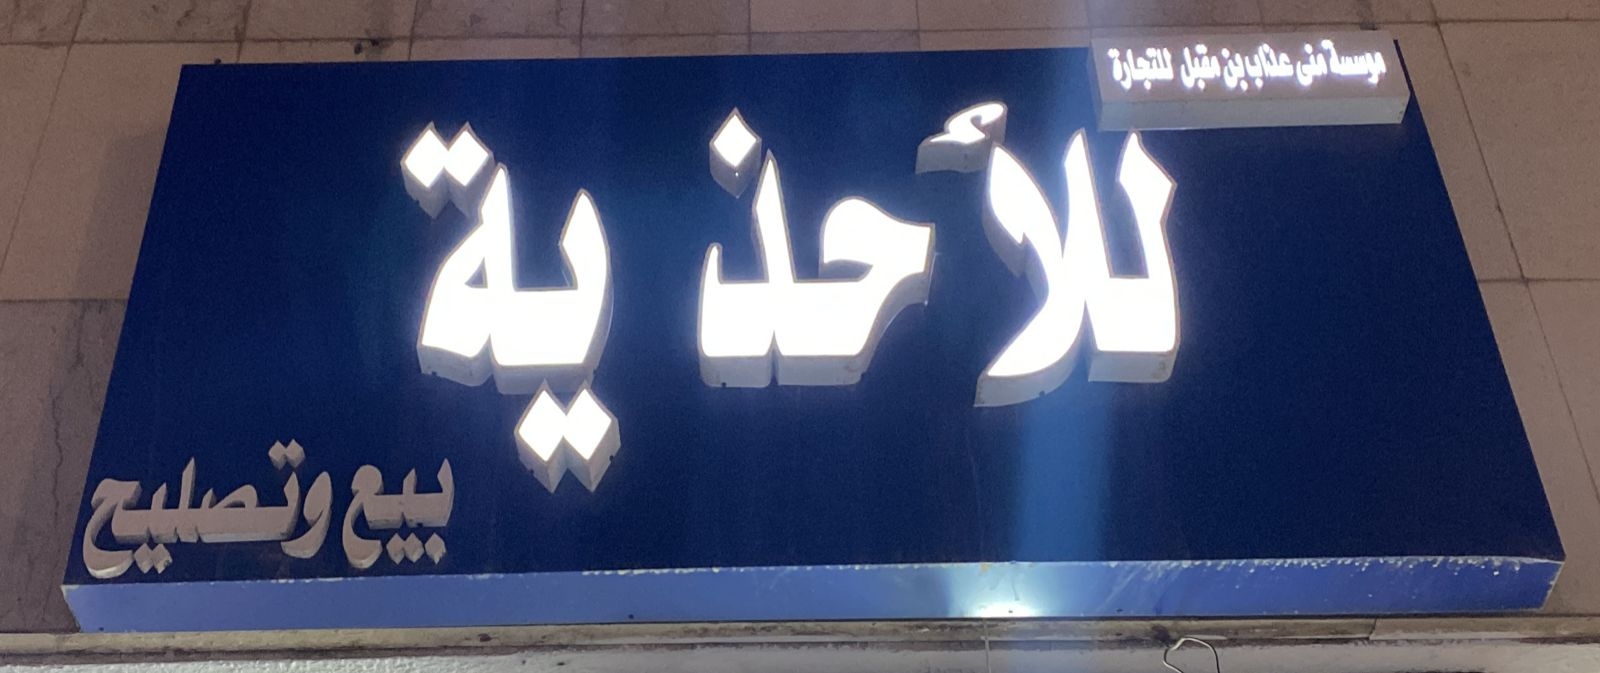 موسسة منى عذاب بن مقبل للتجارة
للأحذية
بيع وتصليح